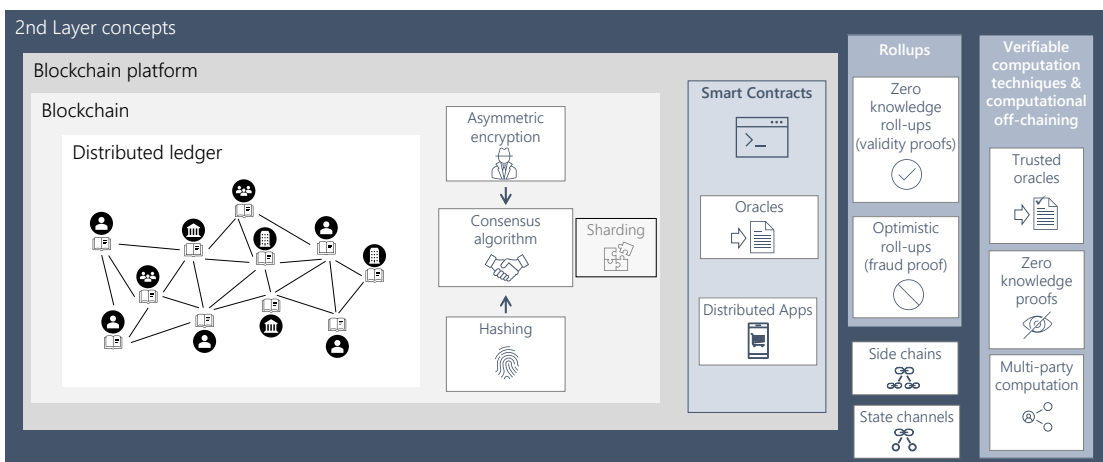 2nd Layer concepts
Blockchain platform
Blockchain
Distributed ledger
Asymmetric
encryption
Consensus
algorithm
Sharding
Hashing
Smart Contracts
>_
Oracles
Distributed Apps
Rollups
Zero
knowledge
roll-ups
(validity proofs)
Optimistic
roll-ups
(fraud proof)
Side chains
State channels
Verifiable
computation
techniques &
computational
off-chaining
Trusted
oracles
Zero
knowledge
proofs
Multi-party
computation